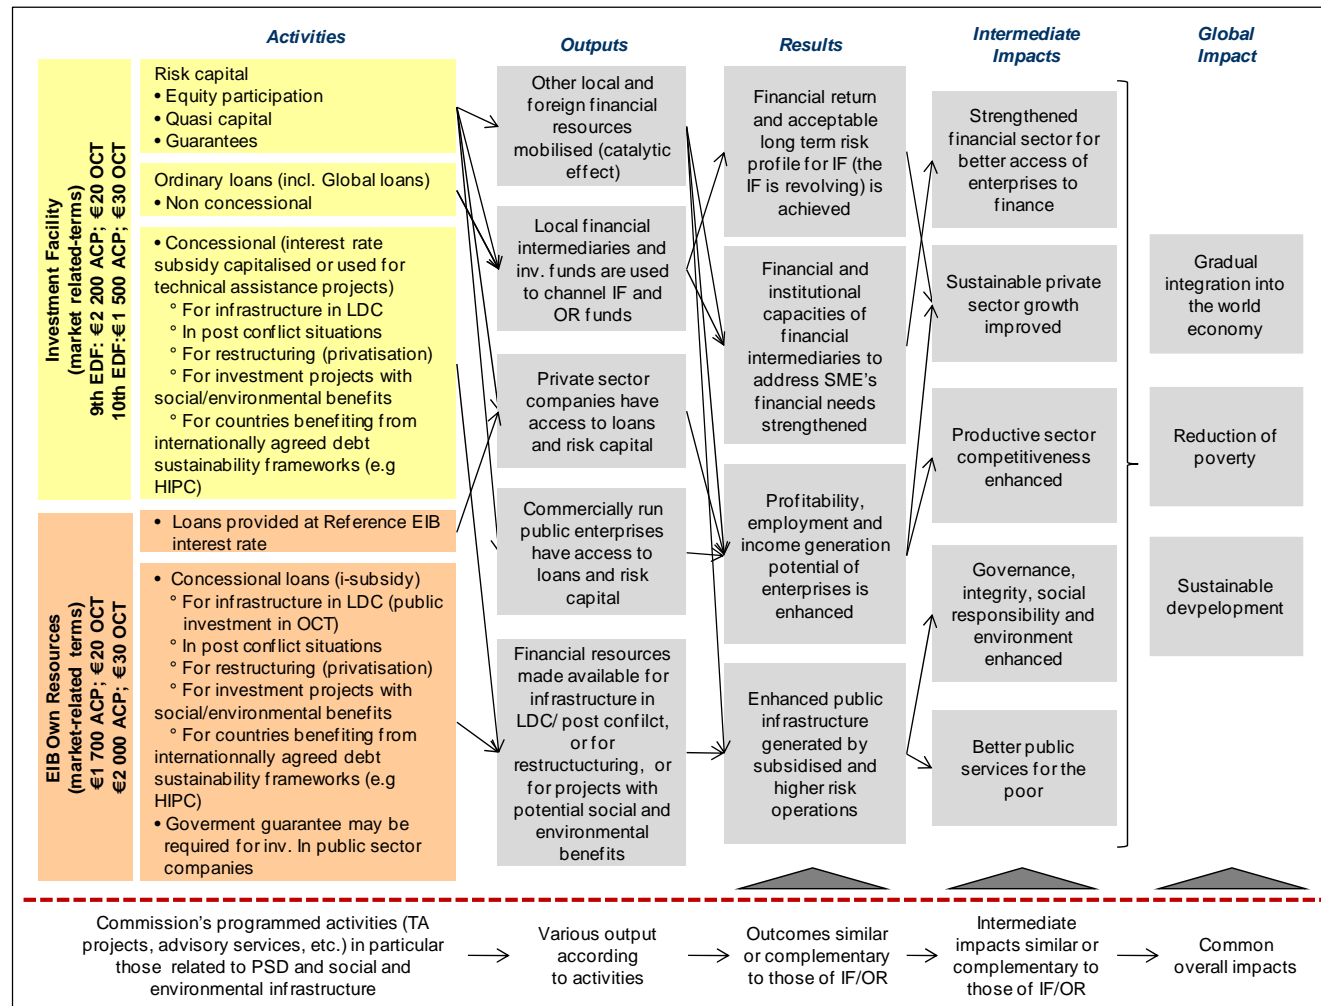 Activities
Outputs
Results
Intermediate
Impacts
Global
Impact
Investment Facility
(market related-terms)
9th EDF: €2 200 ACP; €20 OCT
10th EDF:€1 500 ACP; €30 OCT
Risk capital
• Equity participation
• Quasi capital
• Guarantees
Ordinary loans (incl. Global loans)
• Non concessional
• Concessional (interest rate
subsidy capitalised or used for
technical assistance projects)
° For infrastructure in LDC
° In post conflict situations
° For restructuring (privatisation)
° For investment projects with
social/environmental benefits
° For countries benefiting from
internationally agreed debt
sustainability frameworks (e.g
HIPC)
EIB Own Resources
(market-related terms)
€1 700 ACP; €20 OCT
€2 000 ACP; €30 OCT
• Loans provided at Reference EIB
interest rate
• Concessional loans (i-subsidy)
° For infrastructure in LDC (public
investment in OCT)
° In post conflict situations
° For restructuring (privatisation)
° For investment projects with
social/environmental benefits
° For countries benefiting from
internationnally agreed debt
sustainability frameworks (e.g
HIPC)
• Goverment guarantee may be
required for inv. In public sector
companies
Other local and
foreign financial
resources
mobilised (catalytic
effect)
Local financial
intermediaries and
inv. funds are used
to channel IF and
OR funds
Private sector
companies have
access to loans
and risk capital
Commercially run
public enterprises
have access to
loans and risk
capital
Financial resources
made available for
infrastructure in
LDC/ post confilct,
or for
restructucturing, or
for projects with
potential social and
environmental
benefits
Financial return
and acceptable
long term risk
profile for IF (the
IF is revolving) is
achieved
Financial and
institutional
capacities of
financial
intermediaries to
address SME's
financial needs
strengthened
Profitability,
employment and
income generation
potential of
enterprises is
enhanced
Enhanced public
infrastructure
generated by
subsidised and
higher risk
operations
Strengthened
financial sector for
better access of
enterprises to
finance
Sustainable private
sector growth
improved
Productive sector
competitiveness
enhanced
Governance,
integrity, social
responsibility and
environment
enhanced
Better public
services for the
poor
Gradual
integration into
the world
economy
Reduction of
poverty
Sustainable
devpelopment
Commission's programmed activities (TA
projects, advisory services, etc.) in particular
those related to PSD and social and
environmental infrastructure
Various output
according
to activities
Outcomes similar
or complementary
to those of IF/OR
Intermediate
impacts similar or
complementary to
those of IF/OR
Common
overall impacts